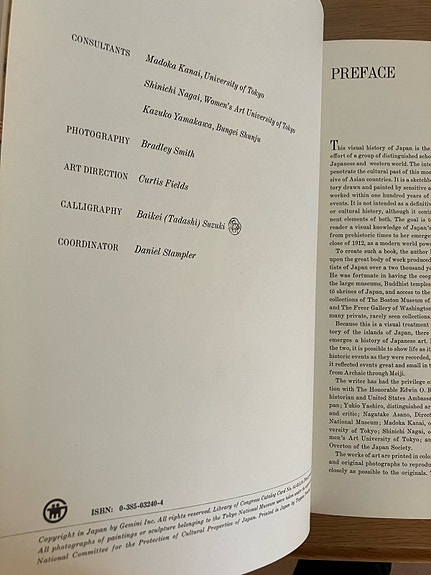 CONSULTANTS Madoka Kanai, University of Tokyo
Shinichi Nagai, Women's Art University of Tokyo
Kazuko Yamakawa, Bungei Shunju
PHOTOGRAPHY Bradley Smith
ART DIRECTION Curtis Fields
CALLIGRAPHY Baikei (Tadashi) Suzuki
COORDINATOR Daniel Stampler
ISBN: 0-385-03240-4
Copyright in Japan by Gemini Inc. All rights reserved. Library of Congress Catalog Card No.
All photographs of paintings or sculpture belonging to the Tokyo National Museum were taken under the
National Committee for the Protection of Cultural Properties of Japan. Printed in Japan by
PREFACE
This visual history of Japan is the
effort of a group of distinguished scho
Japanese and western world. The inte
penetrate the cultural past of this mos
sive of Asian countries. It is a sketchb
tory drawn and painted by sensitive a
worked within one hundred years of
events. It is not intended as a definitiv
or cultural history, although it cont
ment elements of both. The goal is t
reader a visual knowledge of Japan's
from prehistoric times to her emerge
close of 1912, as a modern world powe
To create such a book, the author
upon the great body of work produced
tists of Japan over a two thousand ye
He was fortunate in having the coop
the large museums, Buddhist temples
to shrines of Japan, and access to the
collections of The Boston Museum of
and The Freer Gallery of Washington
many private, rarely seen collections.
Because this is a visual treatment
tory of the islands of Japan, there
emerges a history of Japanese art.
the two, it is possible to show life as it
historic events as they were recorded,
it reflected events great and small in t
from Archaic through Meiji.
The writer has had the privilege o
tion with The Honorable Edwin O. R
historian and United States Ambassa
pan; Yukio Yashiro, distinguished ar
and critic; Nagatake Asano, Direct
National Museum; Madoka Kanai, o
versity of Tokyo; Shinichi Nagai, o
men's Art University of Tokyo; and
Overton of the Japan Society.
The works of art are printed in colo
and original photographs to reprodu
closely as possible to the originals.